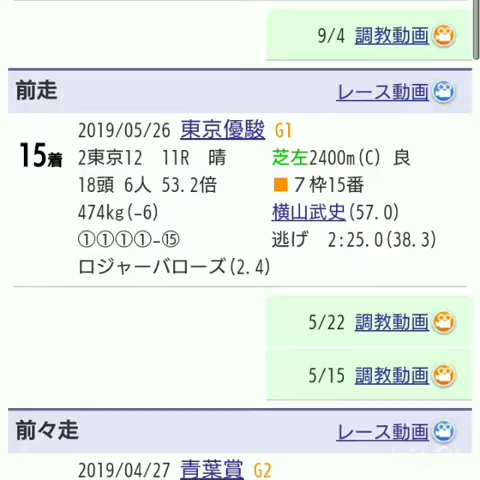 9/4 調教動画
前走 レース動画
15着 2019/05/26 東京優駿 G1
2東京12 11R 晴 芝左2400m(C) 良
18頭 6人 53.2倍 7枠15番
474kg(-6) 横山武史(57.0)
①①①①-⑮ 逃げ 2:25.0(38.3)
ロジャーバローズ(2.4)
5/22 調教動画
5/15 調教動画
前々走 レース動画
2019/04/27 青葉賞 G2